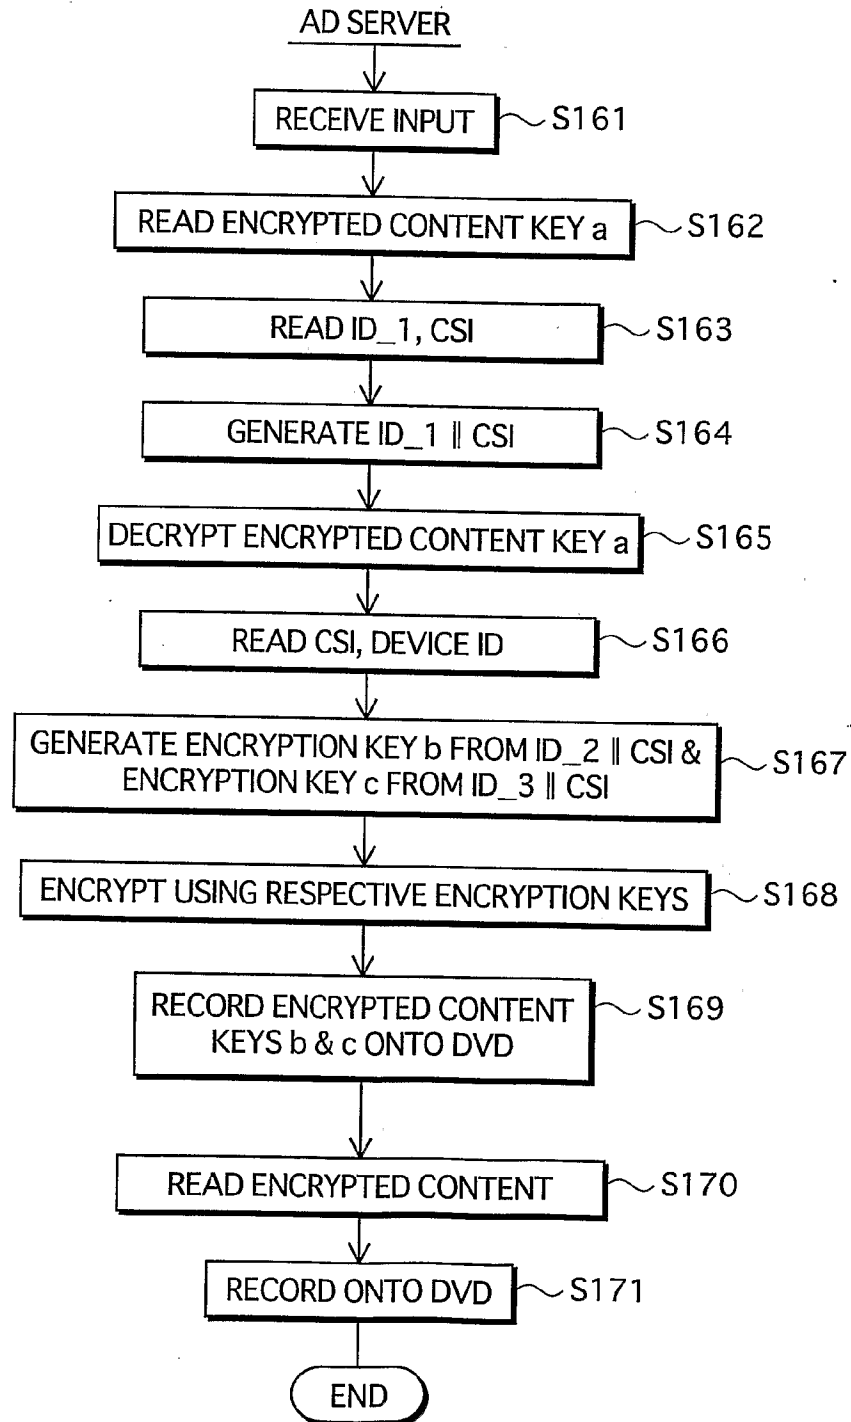 AD SERVER
RECEIVE INPUT
S161
READ ENCRYPTED CONTENT KEY a
S162
READ ID_1, CSI
S163
GENERATE ID_1 || CSI
S164
DECRYPT ENCRYPTED CONTENT KEY a
S165
READ CSI, DEVICE ID
S166
GENERATE ENCRYPTION KEY b FROM ID_2 || CSI &
ENCRYPTION KEY c FROM ID_3 || CSI
S167
ENCRYPT USING RESPECTIVE ENCRYPTION KEYS
S168
RECORD ENCRYPTED CONTENT
KEYS b & c ONTO DVD
S169
READ ENCRYPTED CONTENT
S170
RECORD ONTO DVD
S171
END